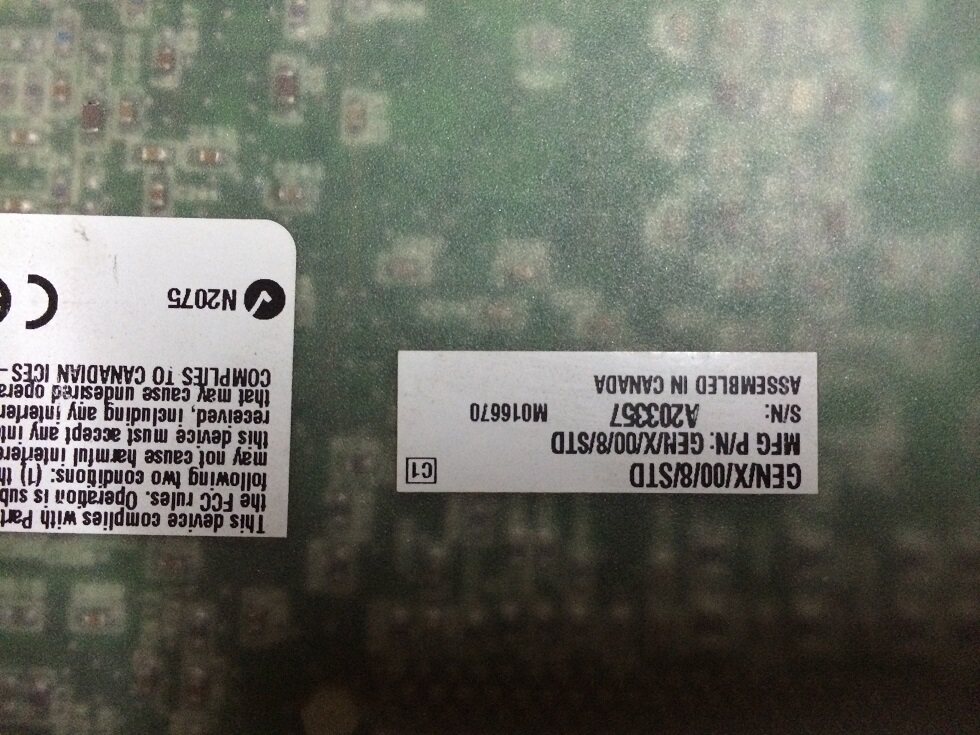 GEN/X/00/8/STD
C1
MFG P/N: GEN/X/00/8/STD
S/N: A203357 M016670
ASSEMBLED IN CANADA
This device complies with Part
the FCC rules. Operation is
following two conditions: (1)
may not cause harmful
this device must accept any
received, including any
that may cause undesired
COMPLIES TO CANADIAN ICES-
N2075
CE